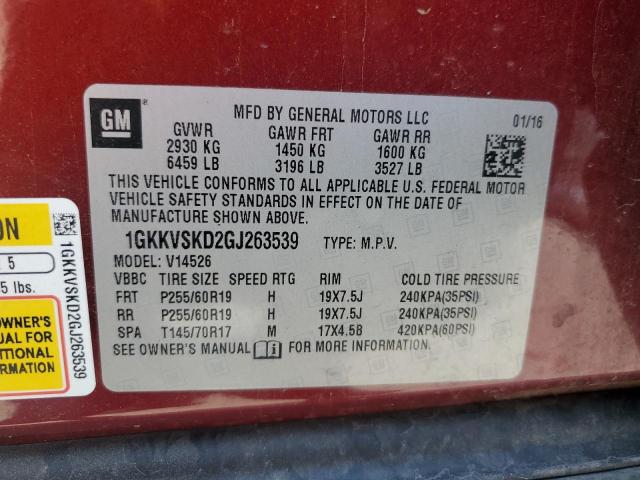 GM
MFD BY GENERAL MOTORS LLC
01/16
GVWR GAWR FRT GAWR RR
2930 KG 1450 KG 1600 KG
6459 LB 3196 LB 3527 LB
THIS VEHICLE CONFORMS TO ALL APPLICABLE U.S. FEDERAL MOTOR
VEHICLE SAFETY STANDARDS IN EFFECT ON THE DATE OF
MANUFACTURE SHOWN ABOVE.
1GKKVSKD2GJ263539 TYPE: M.P.V.
MODEL: V14526
VBBC TIRE SIZE SPEED RTG RIM COLD TIRE PRESSURE
FRT P255/60R19 H 19X7.5J 240KPA(35PSI)
RR P255/60R19 H 19X7.5J 240KPA(35PSI)
SPA T145/70R17 M 17X4.5B 420KPA(60PSI)
SEE OWNER'S MANUAL FOR MORE INFORMATION.
ON
5
5 lbs.
OWNER'S
UAL FOR
ITIONAL
RMATION
1GKKVSKD2GJ263539